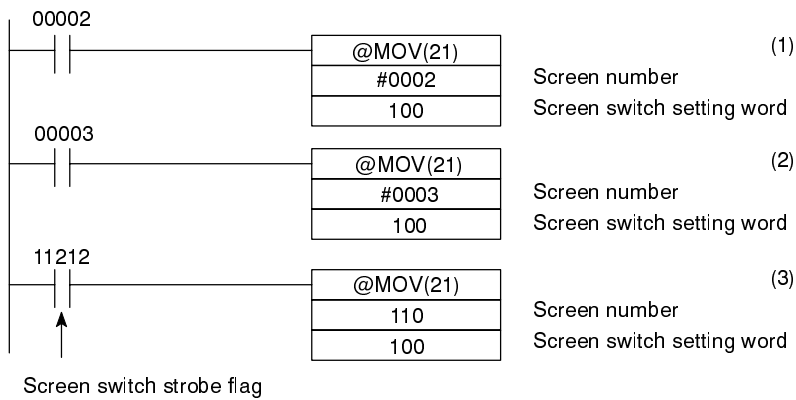 00002
@MOV(21) (1)
#0002 Screen number
100 Screen switch setting word
00003
@MOV(21) (2)
#0003 Screen number
100 Screen switch setting word
11212
@MOV(21) (3)
110 Screen number
100 Screen switch setting word
Screen switch strobe flag